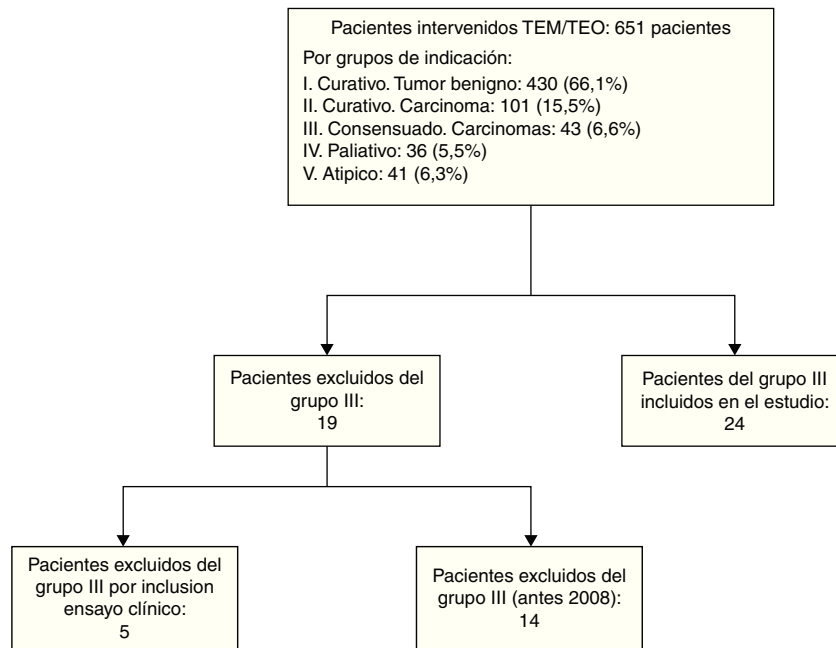 Pacientes intervenidos TEM/TEO: 651 pacientes
Por grupos de indicación:
I. Curativo. Tumor benigno: 430 (66,1%)
II. Curativo. Carcinoma: 101 (15,5%)
III. Consensuado. Carcinomas: 43 (6,6%)
IV. Paliativo: 36 (5,5%)
V. Atipico: 41 (6,3%)
Pacientes excluidos del
grupo III:
19
Pacientes del grupo III
incluidos en el estudio:
24
Pacientes excluidos del
grupo III por inclusion
ensayo clínico:
5
Pacientes excluidos del
grupo III (antes 2008):
14